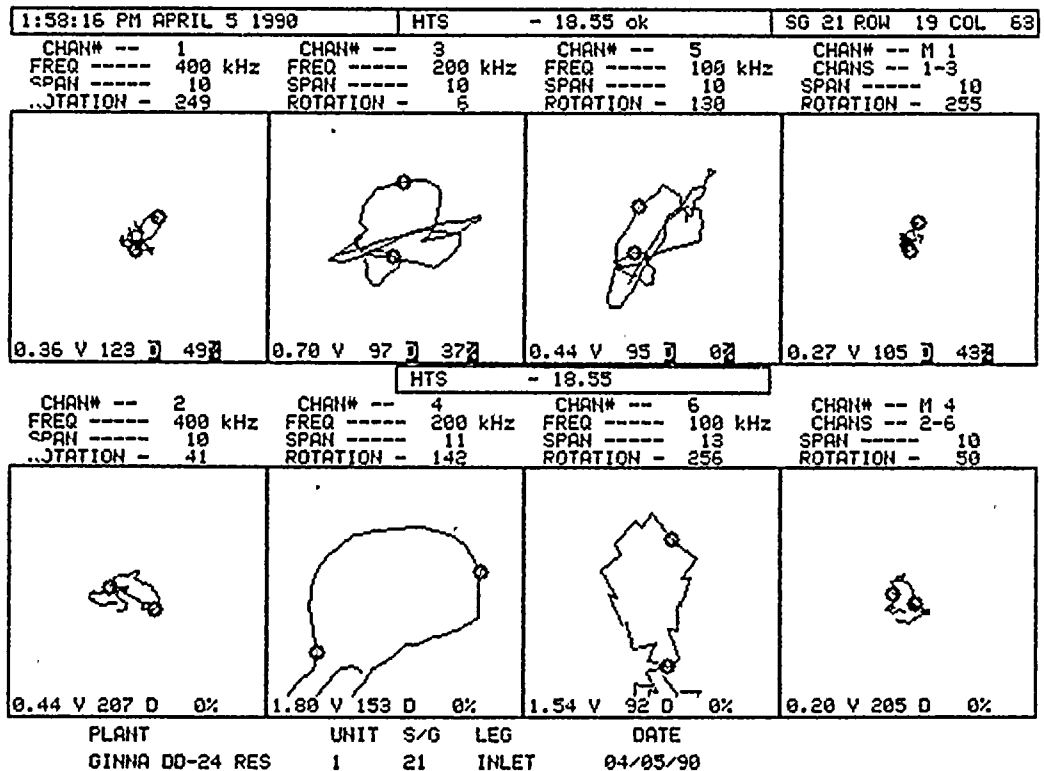 1:58:16 PM APRIL 5 1990 HTS - 18.55 ok SG 21 ROW 19 COL 63
CHAN# -- 1 CHAN# -- 3 CHAN# -- 5 CHAN# -- M 1
FREQ ----- 400 kHz FREQ ----- 200 kHz FREQ ----- 100 kHz CHANS -- 1-3
SPAN ----- 10 SPAN ----- 10 SPAN ----- 10 SPAN ----- 10
..OTATION - 249 ROTATION - 6 ROTATION - 130 ROTATION - 255
0.36 V 123 D 49% 0.70 V 97 D 37% 0.44 V 95 D 0% 0.27 V 105 D 43%
HTS - 18.55
CHAN# -- 2 CHAN# -- 4 CHAN# -- 6 CHAN# -- M 4
FREQ ----- 400 kHz FREQ ----- 200 kHz FREQ ----- 100 kHz CHANS -- 2-6
SPAN ----- 10 SPAN ----- 11 SPAN ----- 13 SPAN ----- 10
..OTATION - 41 ROTATION - 142 ROTATION - 256 ROTATION - 50
0.44 V 207 D 0% 1.80 V 153 D 0% 1.54 V 92 D 0% 0.20 V 205 D 0%
PLANT UNIT S/G LEG DATE
GINNA DD-24 RES 1 21 INLET 04/05/90